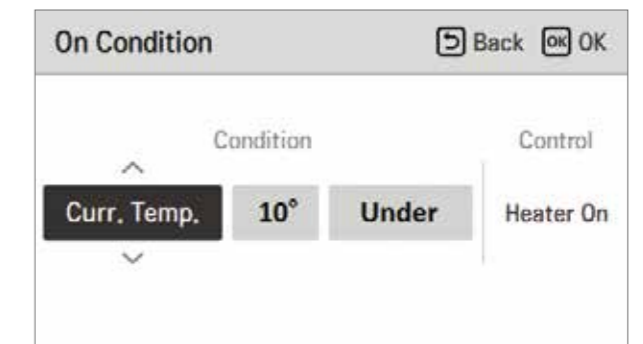 On Condition Back OK OK
Condition Control
Curr. Temp. 10° Under Heater On